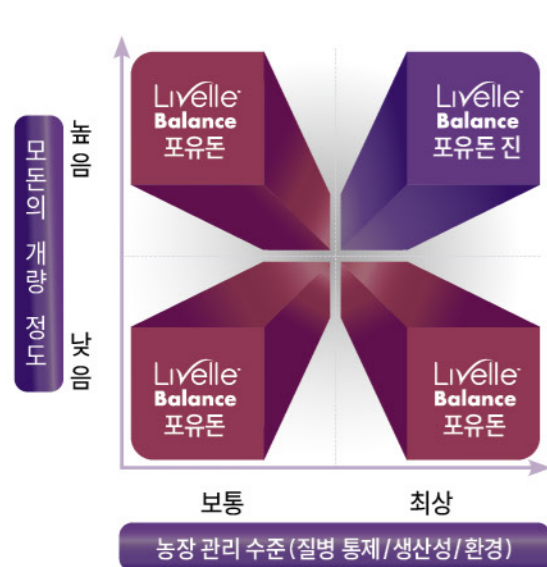 Livelle
Balance
포유돈
Livelle
Balance
포유돈 진
모돈의 개량 정도
높음
낮음
Livelle
Balance
포유돈
Livelle
Balance
포유돈
보통
최상
농장 관리 수준(질병 통제/생산성/환경)